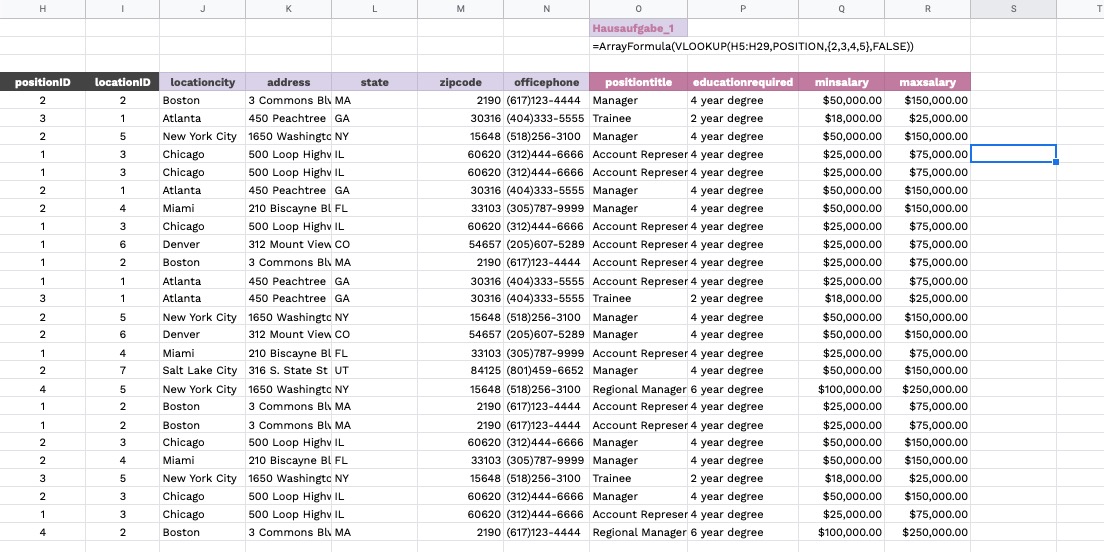 H I J K L M N O P Q R S T
Hausaufgabe_1
=ArrayFormula(VLOOKUP(H5:H29,POSITION,{2,3,4,5},FALSE))
positionID locationID locationcity address state zipcode officephone positiontitle educationrequired minsalary maxsalary
2 2 Boston 3 Commons Blv MA 2190 (617)123-4444 Manager 4 year degree $50,000.00 $150,000.00
3 1 Atlanta 450 Peachtree GA 30316 (404)333-5555 Trainee 2 year degree $18,000.00 $25,000.00
2 5 New York City 1650 Washingto NY 15648 (518)256-3100 Manager 4 year degree $50,000.00 $150,000.00
1 3 Chicago 500 Loop Highw IL 60620 (312)444-6666 Account Represer 4 year degree $25,000.00 $75,000.00
1 3 Chicago 500 Loop Highw IL 60620 (312)444-6666 Account Represer 4 year degree $25,000.00 $75,000.00
2 1 Atlanta 450 Peachtree GA 30316 (404)333-5555 Manager 4 year degree $50,000.00 $150,000.00
2 4 Miami 210 Biscayne Bl FL 33103 (305)787-9999 Manager 4 year degree $50,000.00 $150,000.00
1 3 Chicago 500 Loop Highw IL 60620 (312)444-6666 Account Represer 4 year degree $25,000.00 $75,000.00
1 6 Denver 312 Mount View CO 54657 (205)607-5289 Account Represer 4 year degree $25,000.00 $75,000.00
1 2 Boston 3 Commons Blv MA 2190 (617)123-4444 Account Represer 4 year degree $25,000.00 $75,000.00
1 1 Atlanta 450 Peachtree GA 30316 (404)333-5555 Account Represer 4 year degree $25,000.00 $75,000.00
3 1 Atlanta 450 Peachtree GA 30316 (404)333-5555 Trainee 2 year degree $18,000.00 $25,000.00
2 5 New York City 1650 Washingto NY 15648 (518)256-3100 Manager 4 year degree $50,000.00 $150,000.00
2 6 Denver 312 Mount View CO 54657 (205)607-5289 Manager 4 year degree $50,000.00 $150,000.00
1 4 Miami 210 Biscayne Bl FL 33103 (305)787-9999 Account Represer 4 year degree $25,000.00 $75,000.00
2 7 Salt Lake City 316 S. State St UT 84125 (801)459-6652 Manager 4 year degree $50,000.00 $150,000.00
4 5 New York City 1650 Washingto NY 15648 (518)256-3100 Regional Manager 6 year degree $100,000.00 $250,000.00
1 2 Boston 3 Commons Blv MA 2190 (617)123-4444 Account Represer 4 year degree $25,000.00 $75,000.00
1 2 Boston 3 Commons Blv MA 2190 (617)123-4444 Account Represer 4 year degree $25,000.00 $75,000.00
2 3 Chicago 500 Loop Highw IL 60620 (312)444-6666 Manager 4 year degree $50,000.00 $150,000.00
2 4 Miami 210 Biscayne Bl FL 33103 (305)787-9999 Manager 4 year degree $50,000.00 $150,000.00
3 5 New York City 1650 Washingto NY 15648 (518)256-3100 Trainee 2 year degree $18,000.00 $25,000.00
2 3 Chicago 500 Loop Highw IL 60620 (312)444-6666 Manager 4 year degree $50,000.00 $150,000.00
1 3 Chicago 500 Loop Highw IL 60620 (312)444-6666 Account Represer 4 year degree $25,000.00 $75,000.00
4 2 Boston 3 Commons Blv MA 2190 (617)123-4444 Regional Manager 6 year degree $100,000.00 $250,000.00